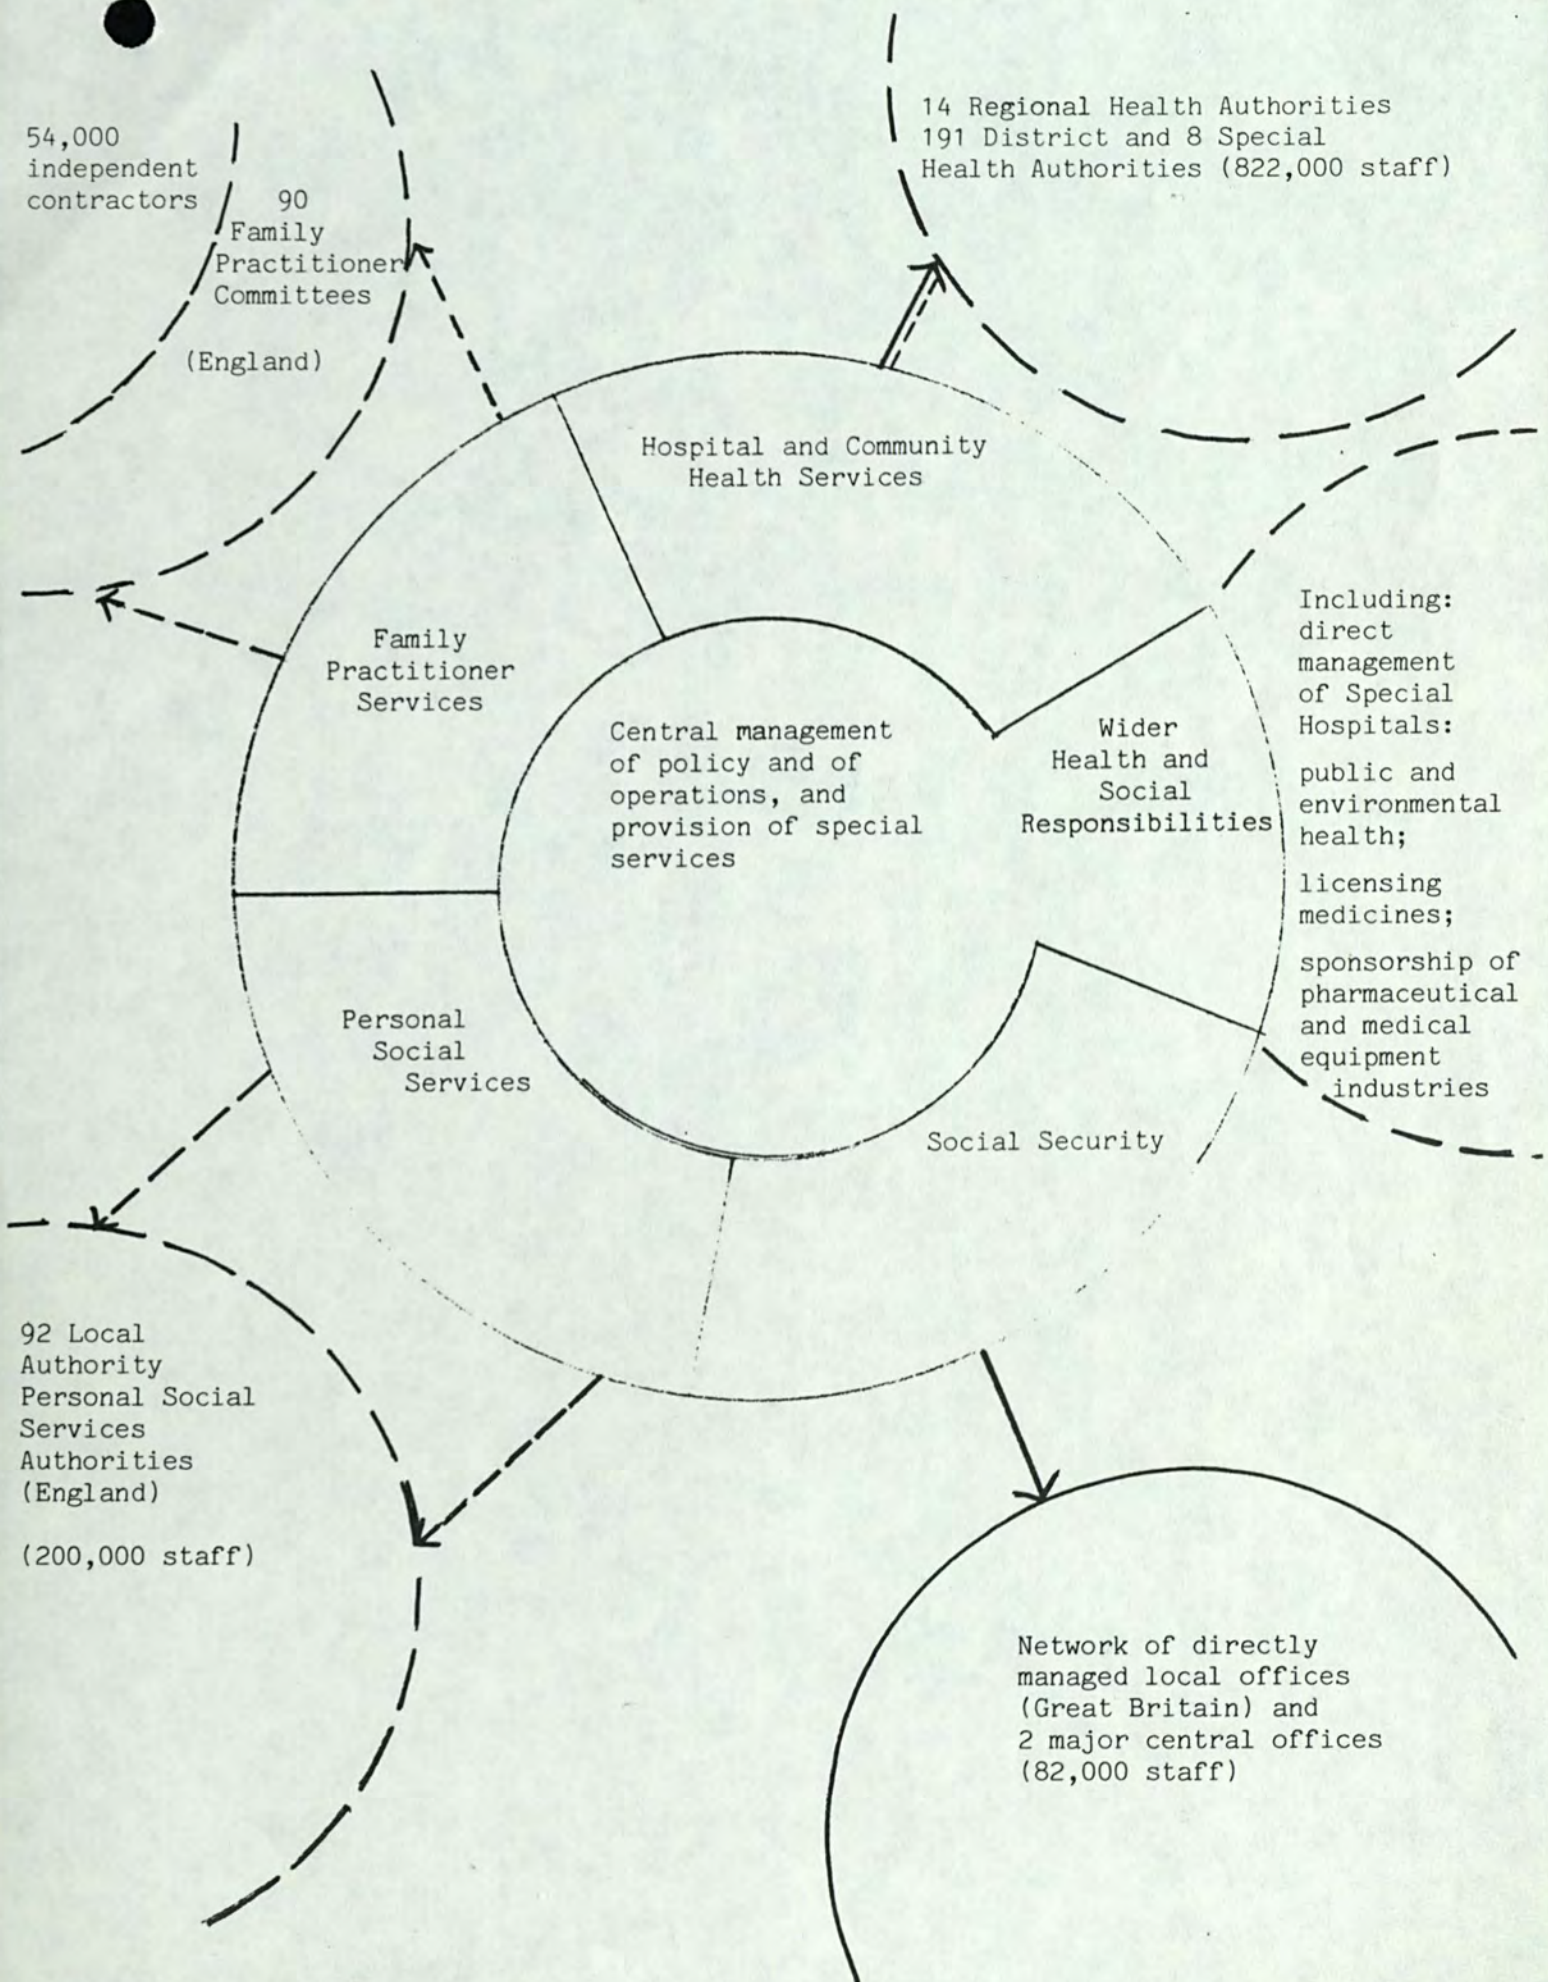 14 Regional Health Authorities
191 District and 8 Special
Health Authorities (822,000 staff)
54,000
independent
contractors
90
Family
Practitioner
Committees
(England)
Hospital and Community
Health Services
Family
Practitioner
Services
Central management
of policy and of
operations, and
provision of special
services
Wider
Health and
Social
Responsibilities
Including:
direct
management
of Special
Hospitals:
public and
environmental
health;
licensing
medicines;
sponsorship of
pharmaceutical
and medical
equipment
industries
Personal
Social
Services
Social Security
92 Local
Authority
Personal Social
Services
Authorities
(England)
(200,000 staff)
Network of directly
managed local offices
(Great Britain) and
2 major central offices
(82,000 staff)